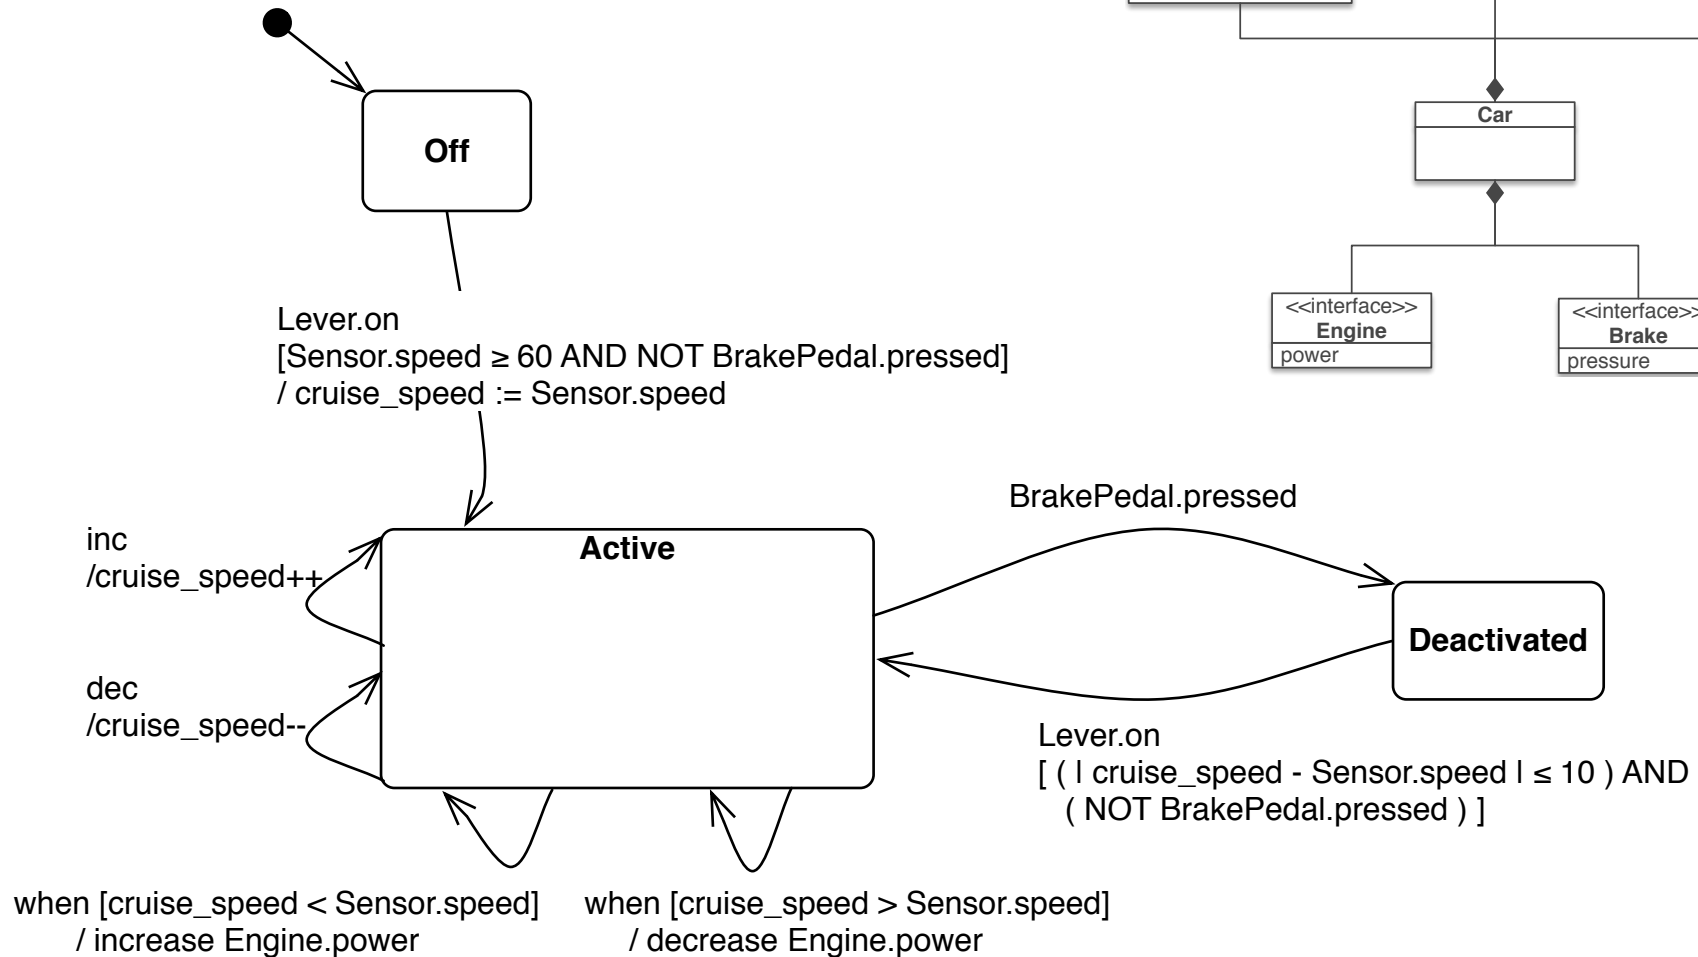 Off
Lever.on
[Sensor.speed ≥ 60 AND NOT BrakePedal.pressed]
/ cruise_speed := Sensor.speed
Car
<<interface>>
Engine
power
<<interface>>
Brake
pressure
inc
/cruise_speed++
dec
/cruise_speed--
Active
BrakePedal.pressed
Deactivated
Lever.on
[ ( | cruise_speed - Sensor.speed | ≤ 10 ) AND
( NOT BrakePedal.pressed ) ]
when [cruise_speed < Sensor.speed]
/ increase Engine.power
when [cruise_speed > Sensor.speed]
/ decrease Engine.power